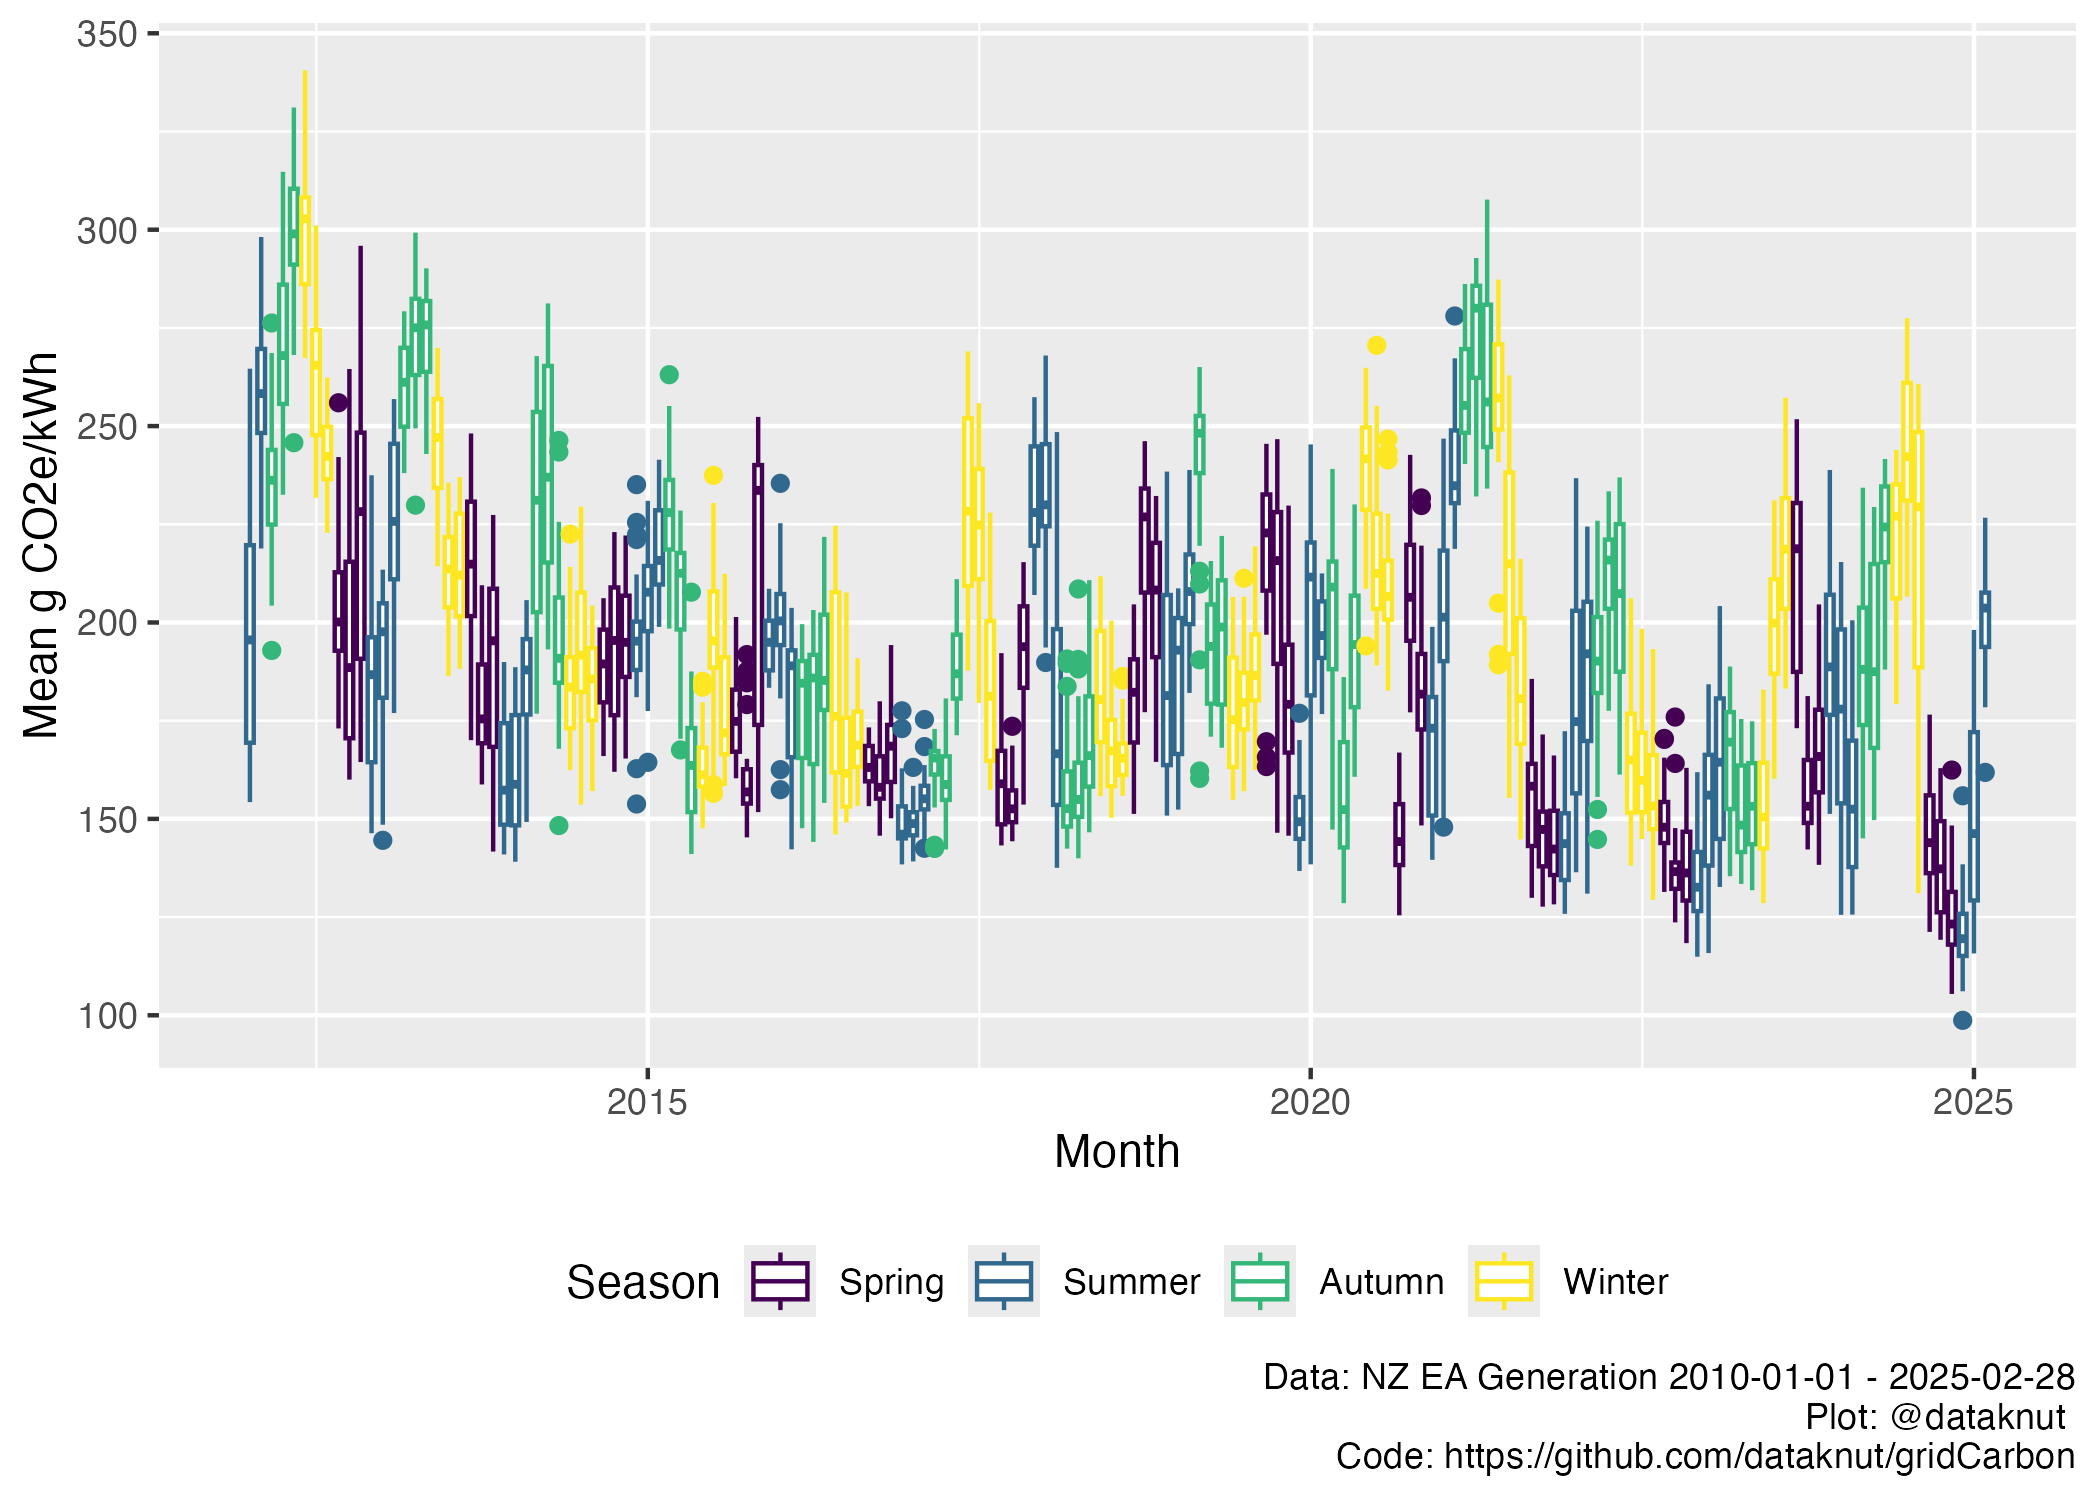 350
300
250
200
150
100
Mean g CO2e/kWh
2015 2020 2025
Month
Season Spring Summer Autumn Winter
Data: NZ EA Generation 2010-01-01 - 2025-02-28
Plot: @dataknut
Code: https://github.com/dataknut/gridCarbon